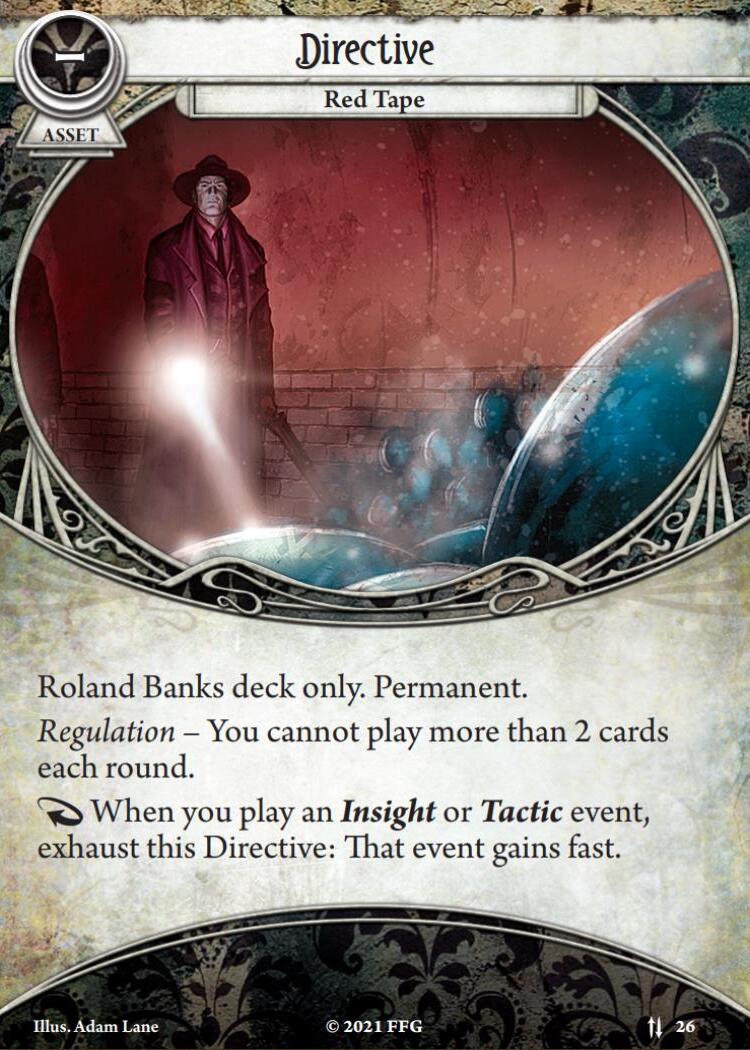 Directive
Red Tape
ASSET
Roland Banks deck only. Permanent.
Regulation – You cannot play more than 2 cards
each round.
When you play an Insight or Tactic event,
exhaust this Directive: That event gains fast.
Illus. Adam Lane
© 2021 FFG
26